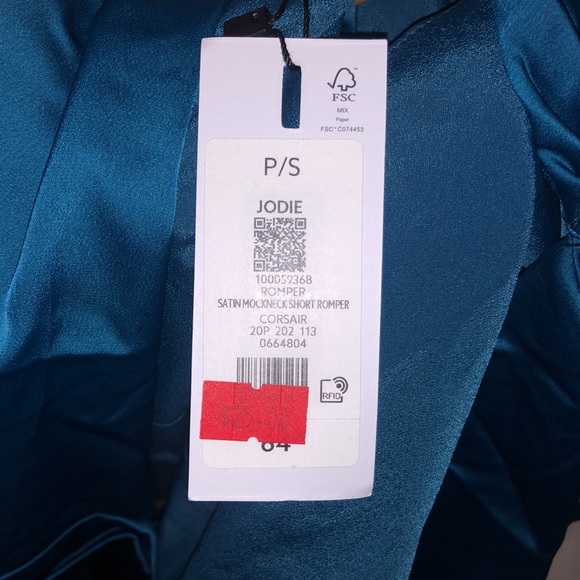 FSC
MIX
Paper
FSC® C074453
P/S
JODIE
100059368
ROMPER
SATIN MOCKNECK SHORT ROMPER
CORSAIR
20P 202 113
0664804
RFID